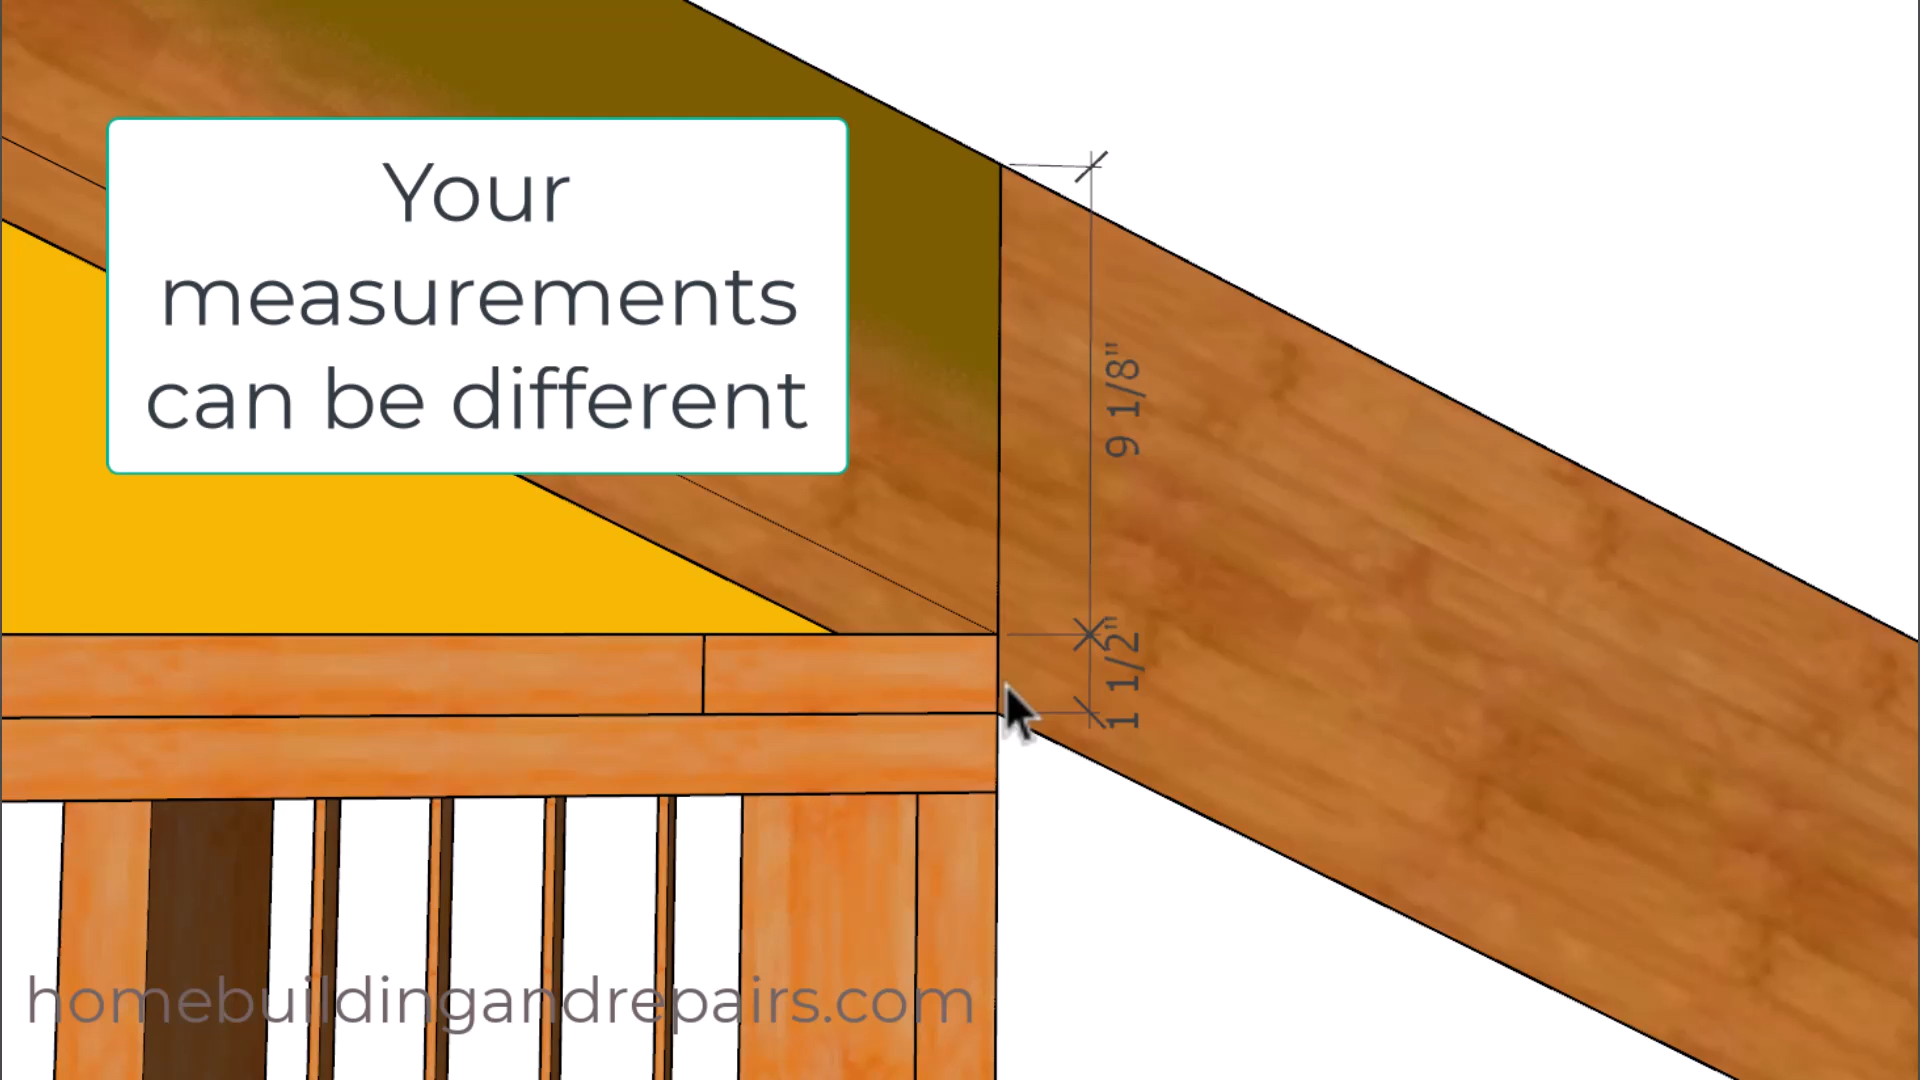 Your
measurements
can be different
9 1/8"
1 1/2"
homebuildingandrepairs.com